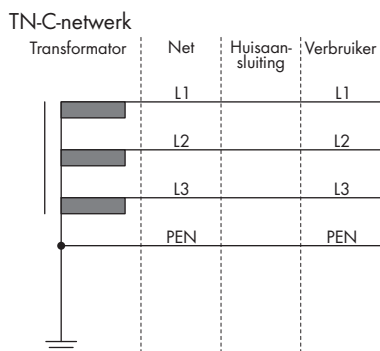 TN-C-netwerk
Transformator
Net
Huisaan-
sluiting
Verbruiker
L1
L1
L2
L2
L3
L3
PEN
PEN